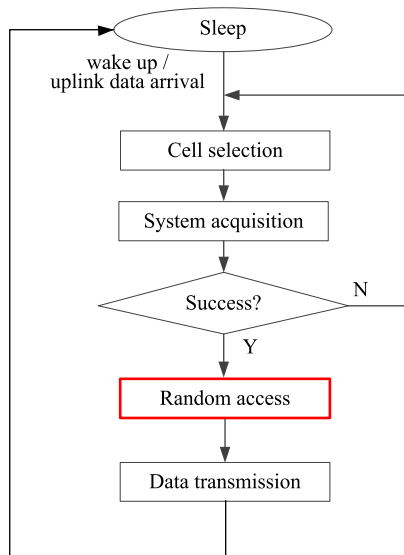 Sleep
wake up /
uplink data arrival
Cell selection
System acquisition
Success?
N
Y
Random access
Data transmission